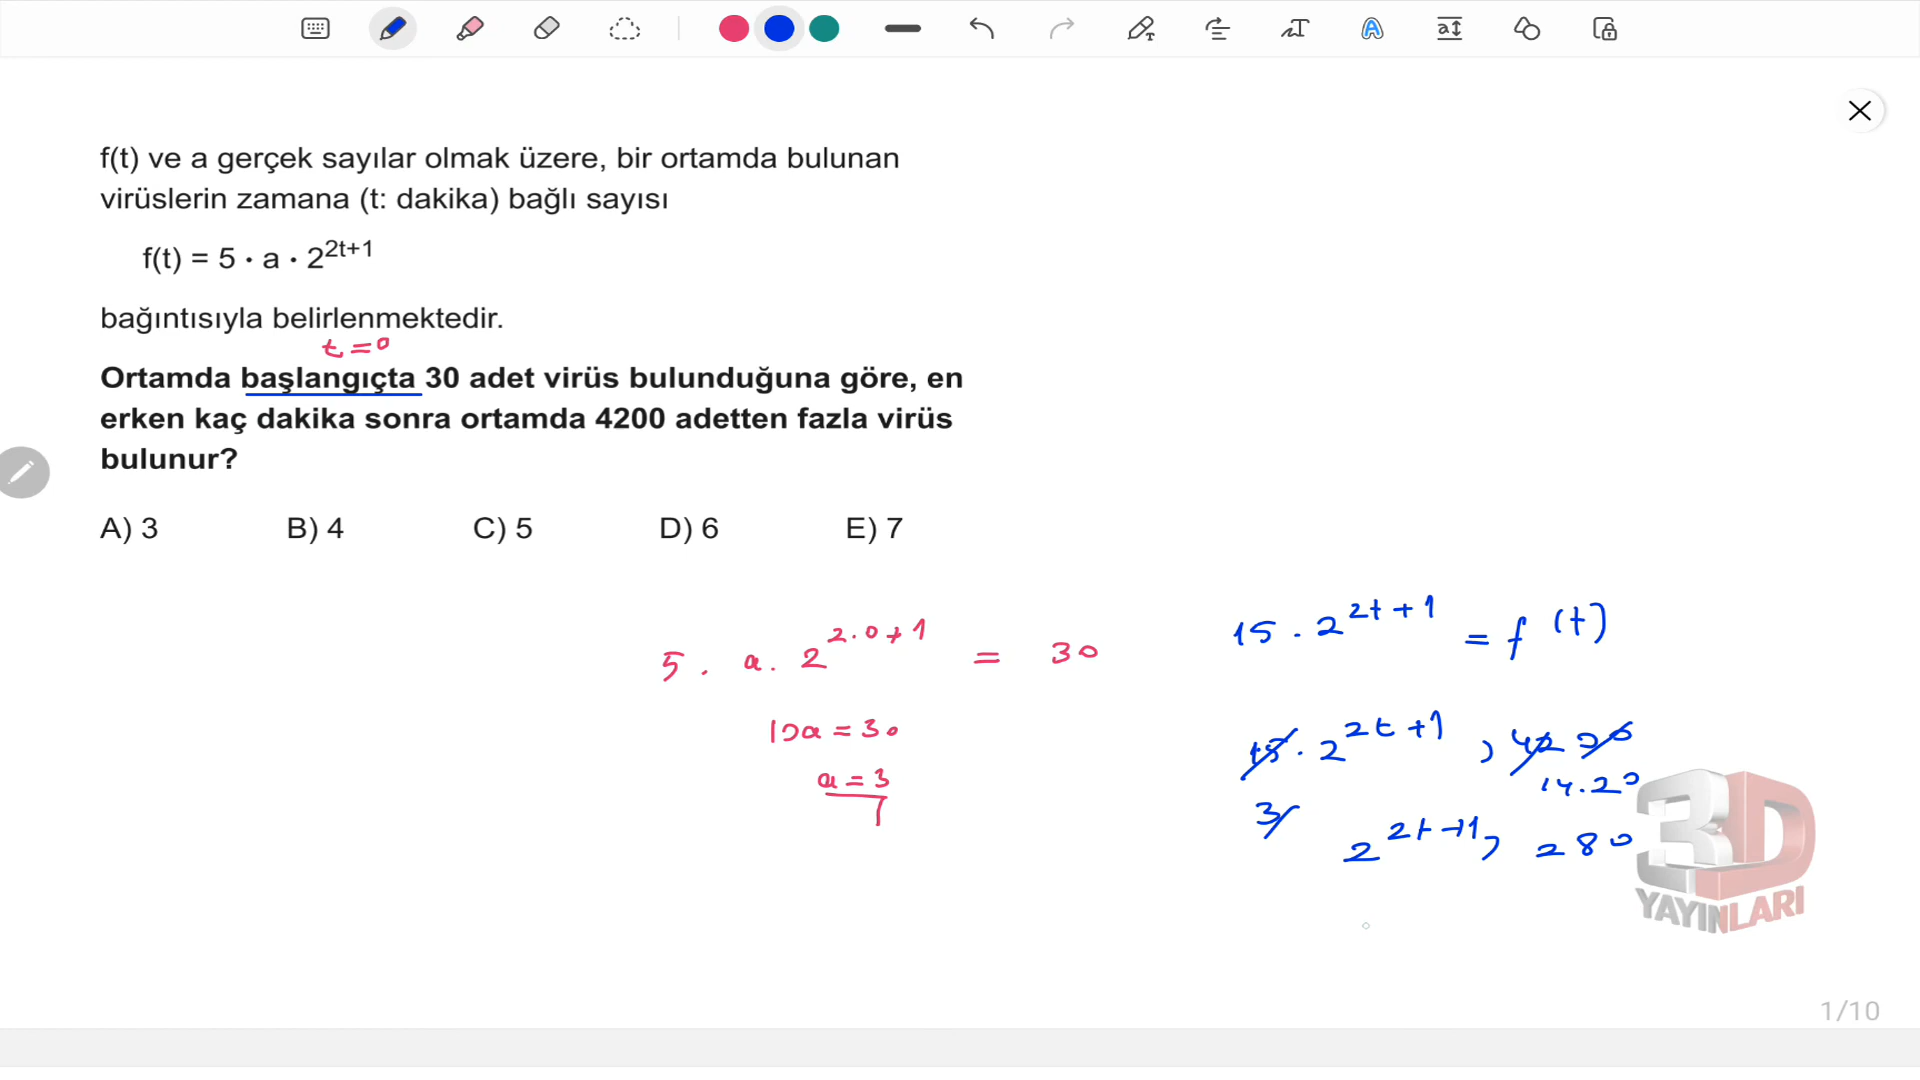 f(t) ve a gerçek sayılar olmak üzere, bir ortamda bulunan
virüslerin zamana (t: dakika) bağlı sayısı
f(t) = 5 · a · 2^{2t+1}
bağıntısıyla belirlenmektedir.
t = 0
Ortamda başlangıçta 30 adet virüs bulunduğuna göre, en
erken kaç dakika sonra ortamda 4200 adetten fazla virüs
bulunur?
A) 3 B) 4 C) 5 D) 6 E) 7
5 . a . 2^{2.0+1} = 30
10a = 30
a = 3
15 . 2^{2t+1} = f(t)
15 . 2^{2t+1} > 4200
3 14.20
2^{2t+1} > 280
3D
YAYINLARI
1/10